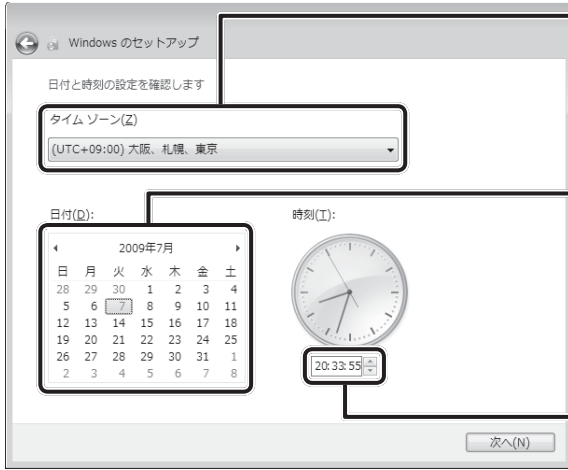 Windows のセットアップ
日付と時刻の設定を確認します
タイム ゾーン(Z)
(UTC+09:00) 大阪、札幌、東京
日付(D):
時刻(T):
2009年7月
日 月 火 水 木 金 土
28 29 30 1 2 3 4
5 6 7 8 9 10 11
12 13 14 15 16 17 18
19 20 21 22 23 24 25
26 27 28 29 30 31 1
2 3 4 5 6 7 8
20:33:55
次へ(N)